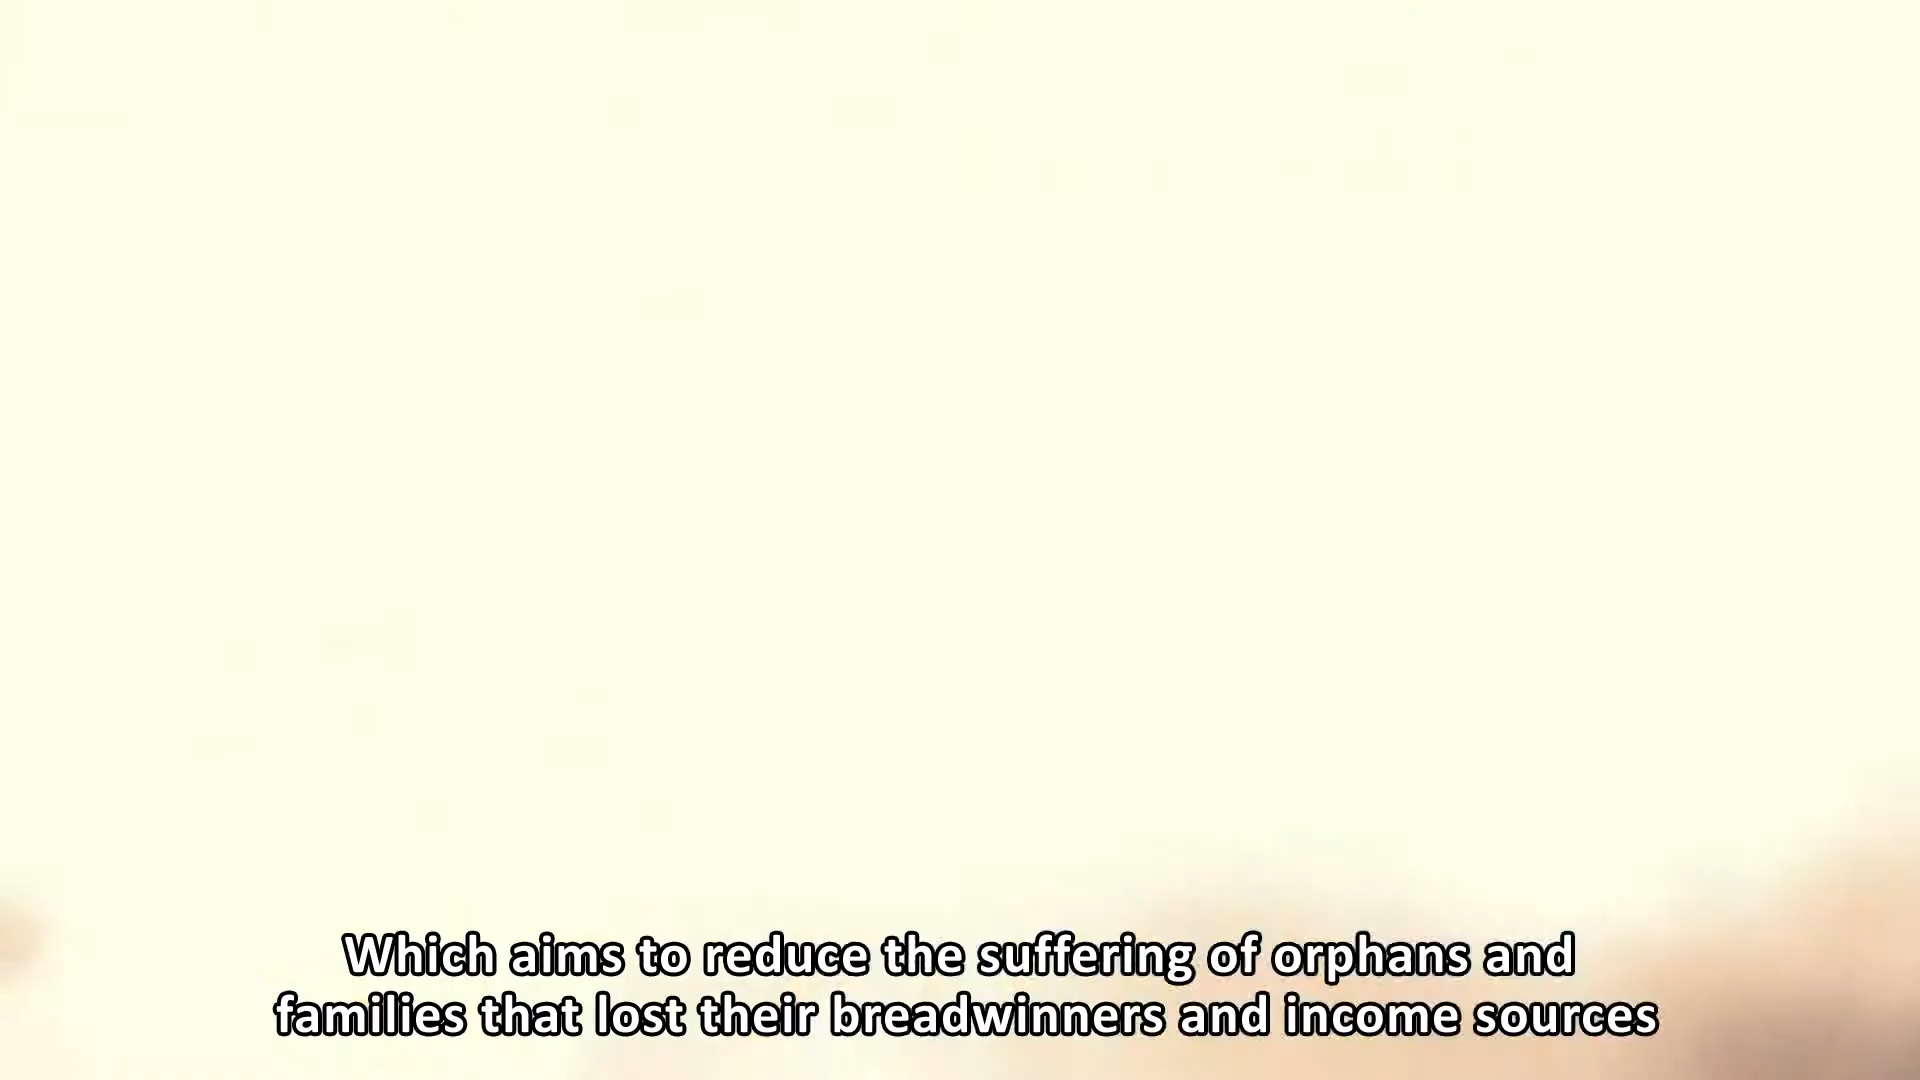 Which aims to reduce the suffering of orphans and
families that lost their breadwinners and income sources